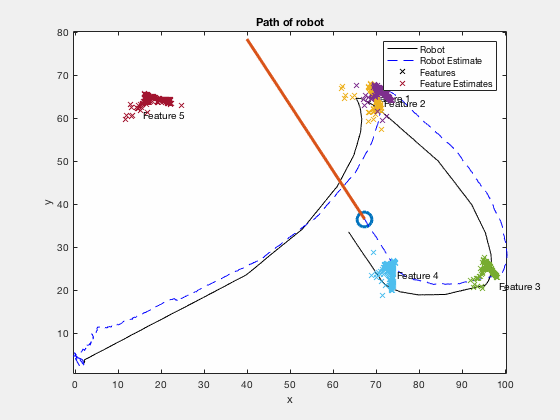 Path of robot
80
70
60
50
40
30
20
10
y
0
10
20
30
40
50
60
70
80
90
100
x
Robot
Robot Estimate
Features
Feature Estimates
Feature 2
Feature 5
Feature 4
Feature 3